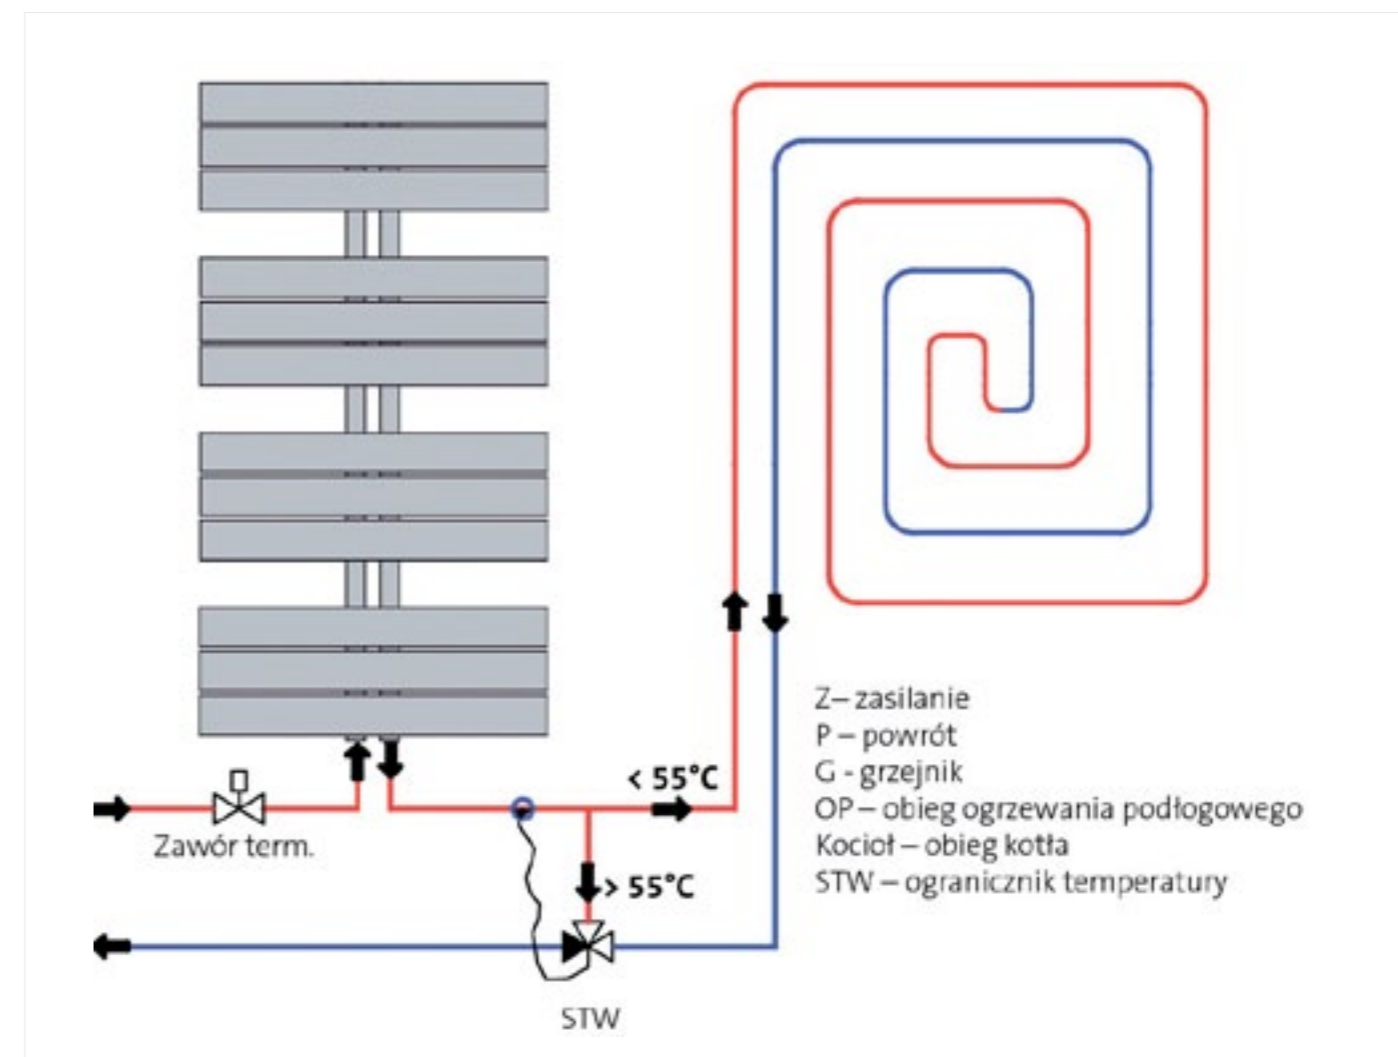 < 55°C
Zawór term.
> 55°C
STW
Z– zasilanie
P – powrót
G - grzejnik
OP – obieg ogrzewania podłogowego
Kocioł – obieg kotła
STW – ogranicznik temperatury